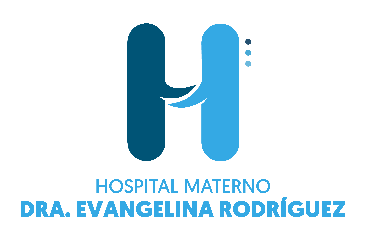 H
HOSPITAL MATERNO
DRA. EVANGELINA RODRÍGUEZ